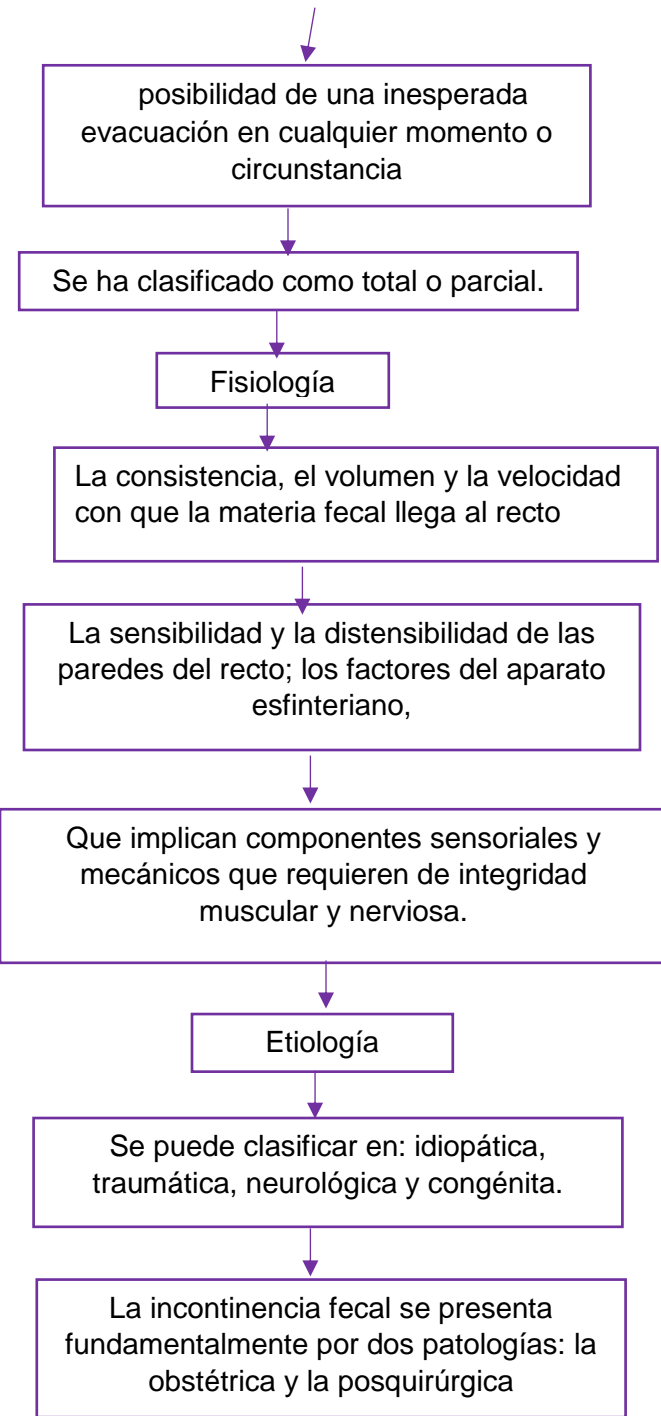 posibilidad de una inesperada
evacuación en cualquier momento o
circunstancia
Se ha clasificado como total o parcial.
Fisiología
La consistencia, el volumen y la velocidad
con que la materia fecal llega al recto
La sensibilidad y la distensibilidad de las
paredes del recto; los factores del aparato
esfinteriano,
Que implican componentes sensoriales y
mecánicos que requieren de integridad
muscular y nerviosa.
Etiología
Se puede clasificar en: idiopática,
traumática, neurológica y congénita.
La incontinencia fecal se presenta
fundamentalmente por dos patologías: la
obstétrica y la posquirúrgica